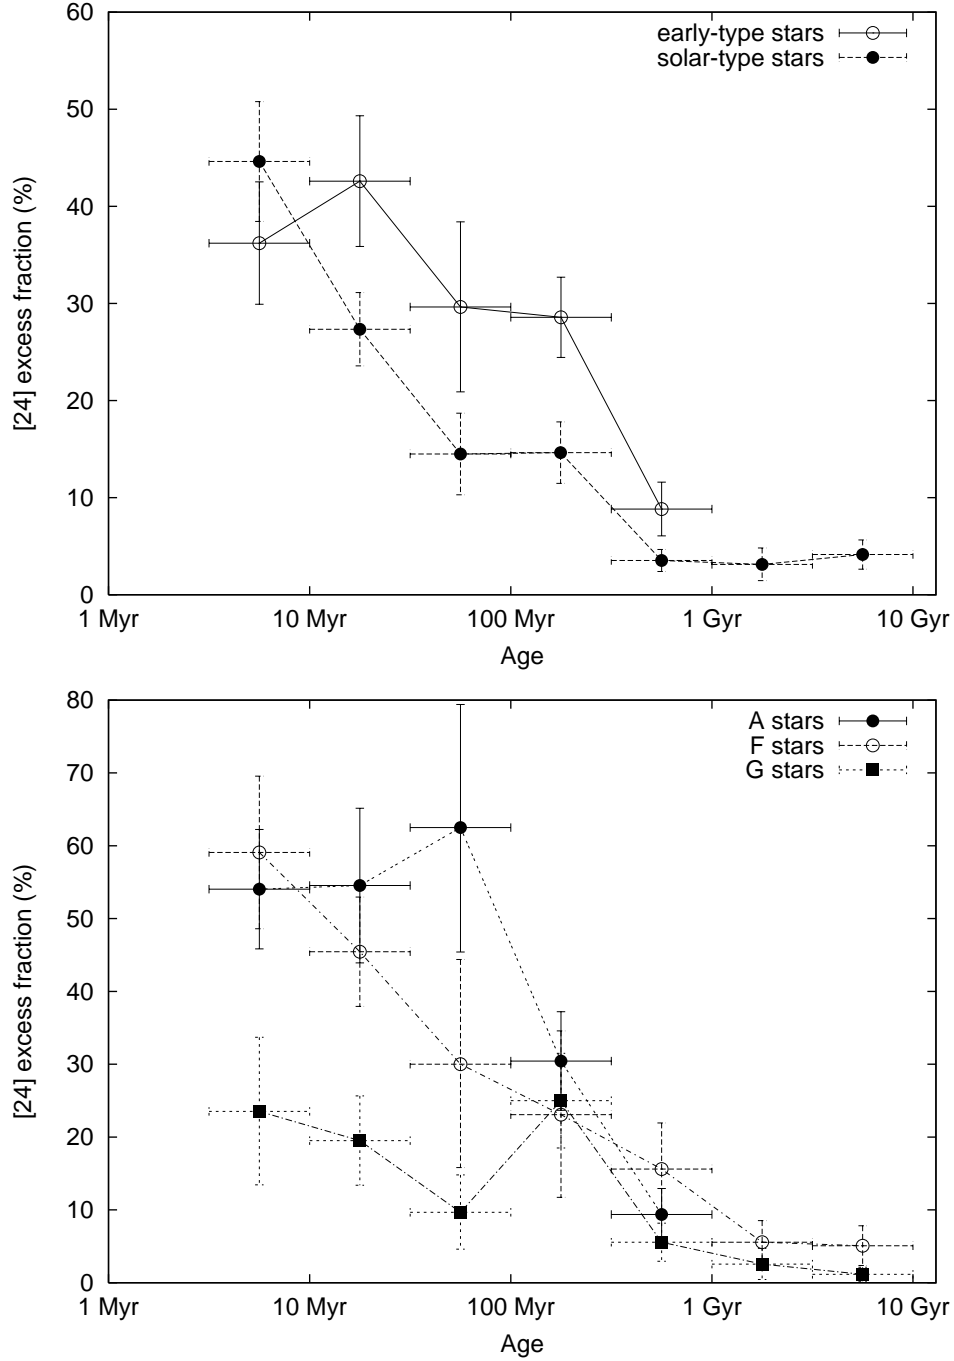 60
50
40
30
20
10
0
[24] excess fraction (%)
early-type stars
solar-type stars
1 Myr 10 Myr 100 Myr 1 Gyr 10 Gyr
Age
80
70
60
50
40
30
20
10
0
[24] excess fraction (%)
A stars
F stars
G stars
1 Myr 10 Myr 100 Myr 1 Gyr 10 Gyr
Age